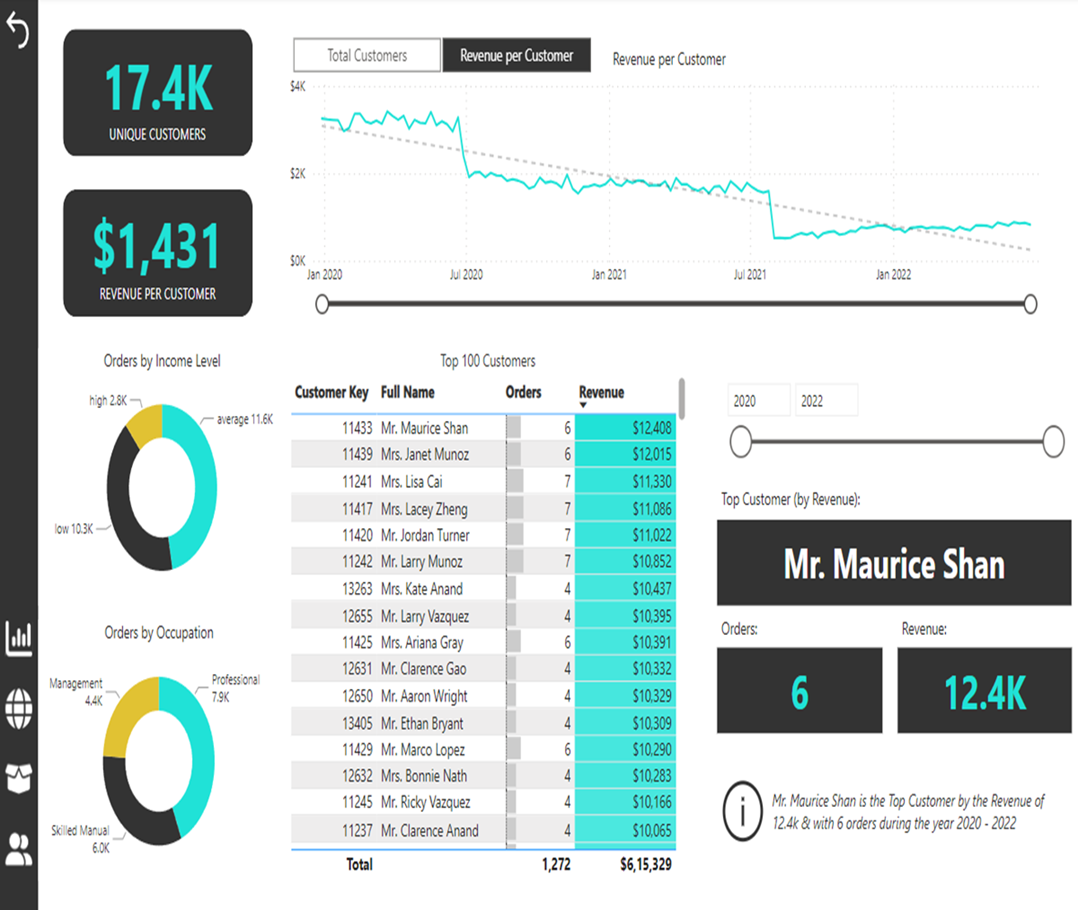 17.4K
UNIQUE CUSTOMERS
$1,431
REVENUE PER CUSTOMER
Total Customers
Revenue per Customer
Revenue per Customer
$4K
$2K
$0K
Jan 2020
Jul 2020
Jan 2021
Jul 2021
Jan 2022
Orders by Income Level
high 2.8K
average 11.6K
low 10.3K
Orders by Occupation
Management
4.4K
Professional
7.9K
Skilled Manual
6.0K
Top 100 Customers
Customer Key Full Name Orders Revenue
11433 Mr. Maurice Shan 6 $12,408
11439 Mrs. Janet Munoz 6 $12,015
11241 Mrs. Lisa Cai 7 $11,330
11417 Mrs. Lacey Zheng 7 $11,086
11420 Mr. Jordan Turner 7 $11,022
11242 Mr. Larry Munoz 7 $10,852
13263 Mrs. Kate Anand 4 $10,437
12655 Mr. Larry Vazquez 4 $10,395
11425 Mrs. Ariana Gray 6 $10,391
12631 Mr. Clarence Gao 4 $10,332
12650 Mr. Aaron Wright 4 $10,329
13405 Mr. Ethan Bryant 4 $10,309
11429 Mr. Marco Lopez 6 $10,290
12632 Mrs. Bonnie Nath 4 $10,283
11245 Mr. Ricky Vazquez 4 $10,166
11237 Mr. Clarence Anand 4 $10,065
Total 1,272 $6,15,329
2020
2022
Top Customer (by Revenue):
Mr. Maurice Shan
Orders:
Revenue:
6
12.4K
i
Mr. Maurice Shan is the Top Customer by the Revenue of
12.4k & with 6 orders during the year 2020 - 2022